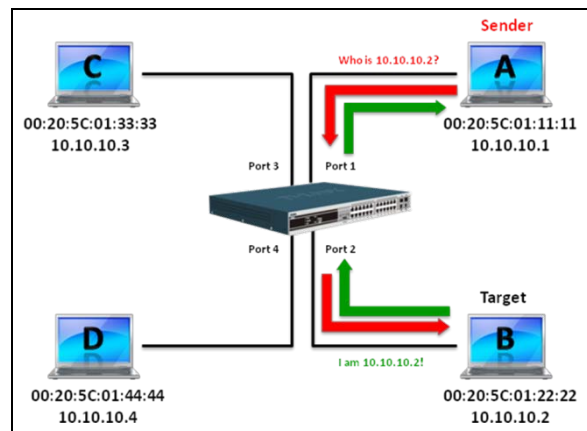 Sender
C
Who is 10.10.10.2?
A
00:20:5C:01:33:33
10.10.10.3
00:20:5C:01:11:11
10.10.10.1
Port 3
Port 1
Port 4
Port 2
Target
D
B
I am 10.10.10.2!
00:20:5C:01:44:44
10.10.10.4
00:20:5C:01:22:22
10.10.10.2